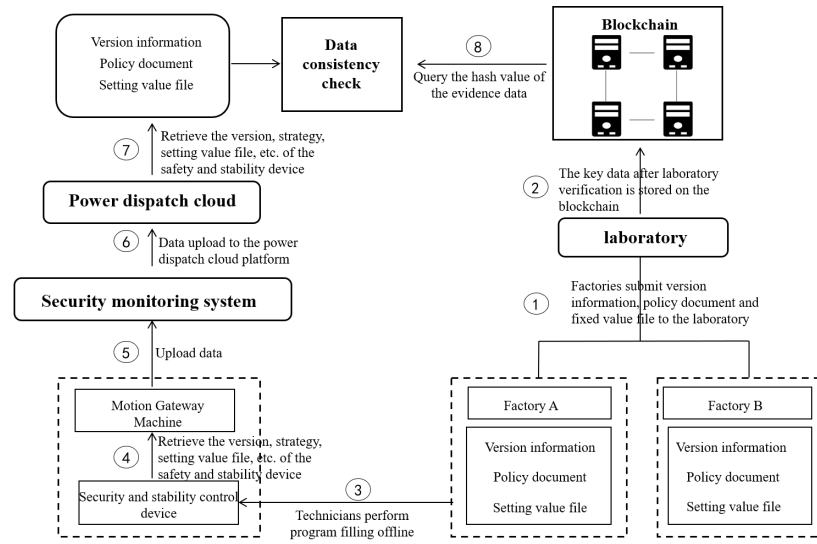 Version information
Policy document
Setting value file
Data
consistency
check
8
Query the hash value of
the evidence data
Blockchain
7
Retrieve the version, strategy,
setting value file, etc. of the
safety and stability device
2
The key data after laboratory
verification is stored on the
blockchain
Power dispatch cloud
laboratory
6
Data upload to the power
dispatch cloud platform
Security monitoring system
1
Factories submit version
information, policy document and
fixed value file to the laboratory
5
Upload data
Motion Gateway
Machine
4
Retrieve the version, strategy,
setting value file, etc. of the
safety and stability device
Security and stability control
device
3
Technicians perform
program filling offline
Factory A
Version information
Policy document
Setting value file
Factory B
Version information
Policy document
Setting value file